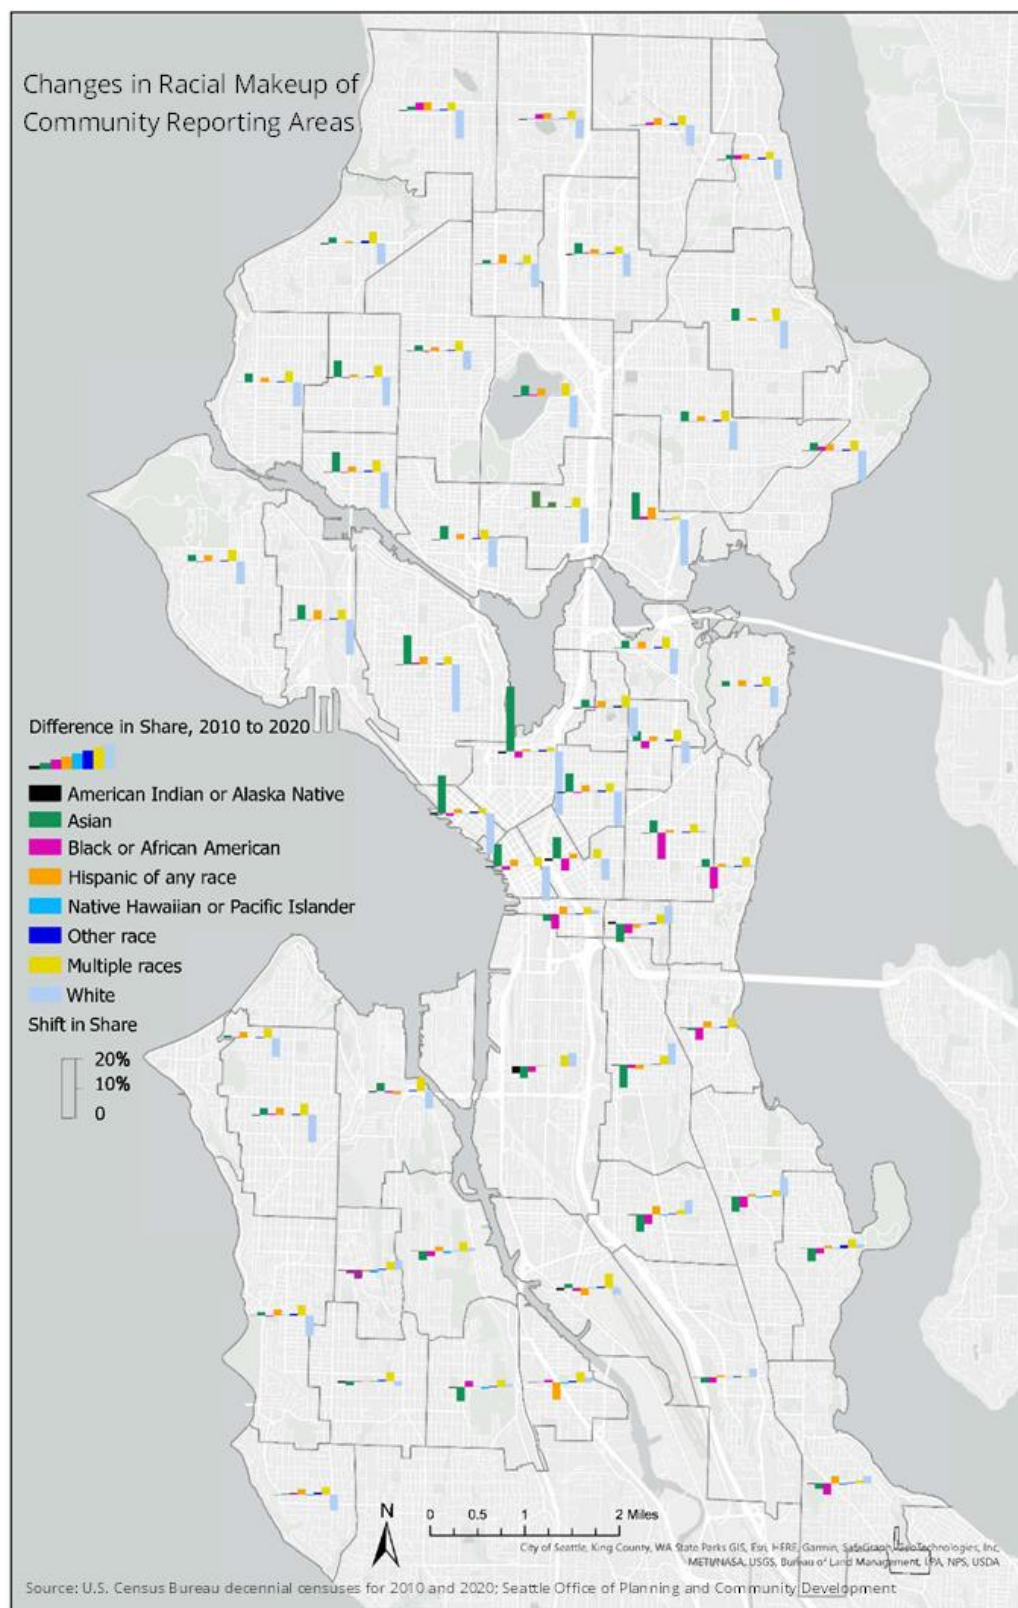 Changes in Racial Makeup of
Community Reporting Areas
Difference in Share, 2010 to 2020
American Indian or Alaska Native
Asian
Black or African American
Hispanic of any race
Native Hawaiian or Pacific Islander
Other race
Multiple races
White
Shift in Share
20%
10%
0
N
0 0.5 1 2 Miles
City of Seattle, King County, WA State Parks GIS, Esri, HERE, Garmin, SafeGraph, GeoTechnologies, Inc,
METI/NASA, USGS, Bureau of Land Management, EPA, NPS, USDA
Source: U.S. Census Bureau decennial censuses for 2010 and 2020; Seattle Office of Planning and Community Development